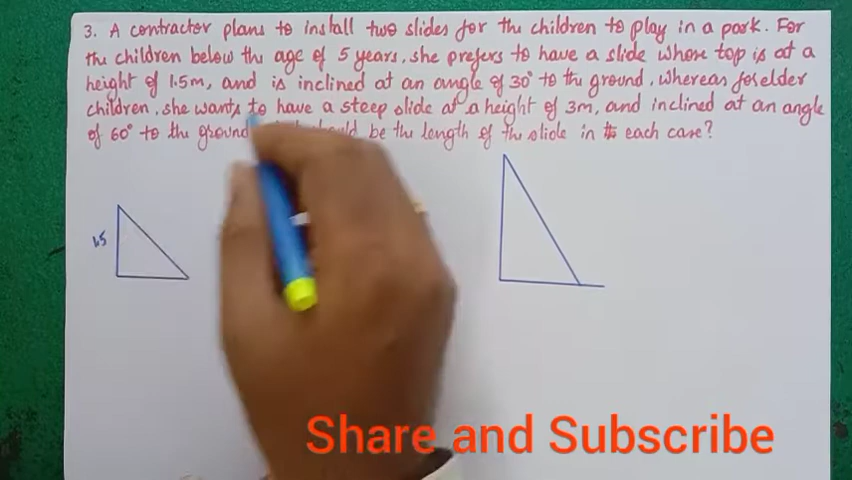 3. A contractor plans to install two slides for the children to play in a park. For
the children below the age of 5 years, she prefers to have a slide whose top is at a
height of 1.5m, and is inclined at an angle of 30° to the ground, whereas for elder
children, she wants to have a steep slide at a height of 3m, and inclined at an angle
of 60° to the ground be the length of the slide in each case?
1.5
Share and Subscribe